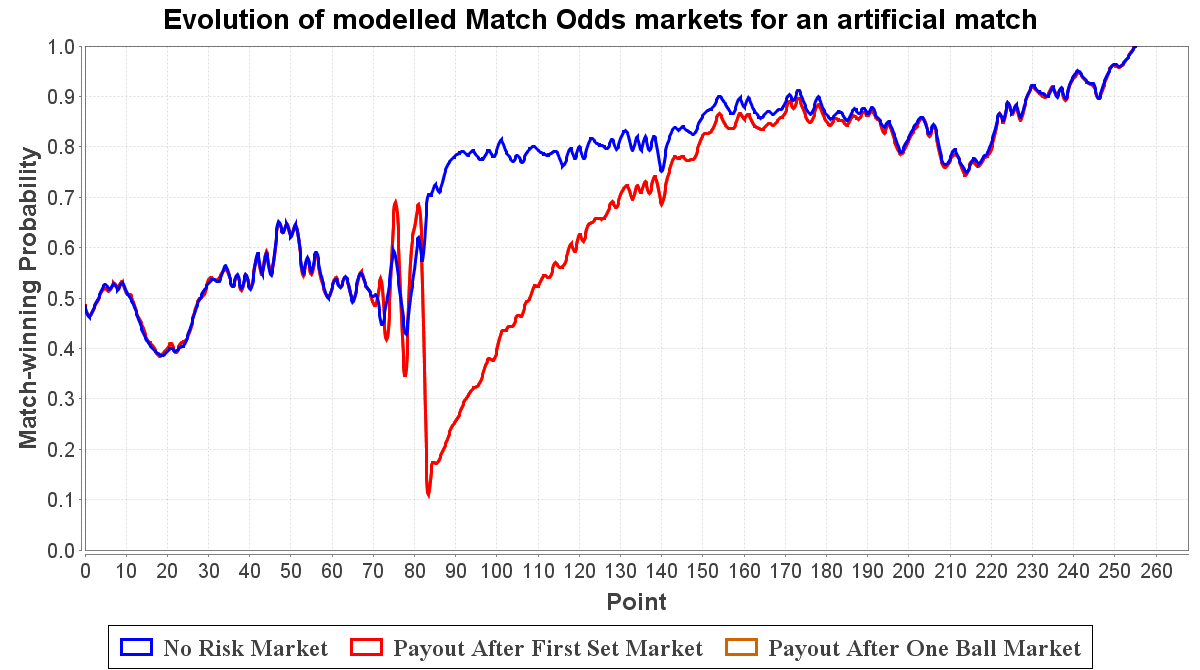 Evolution of modelled Match Odds markets for an artificial match
Match-winning Probability
1.0
0.9
0.8
0.7
0.6
0.5
0.4
0.3
0.2
0.1
0.0
0 10 20 30 40 50 60 70 80 90 100 110 120 130 140 150 160 170 180 190 200 210 220 230 240 250 260
Point
No Risk Market Payout After First Set Market Payout After One Ball Market